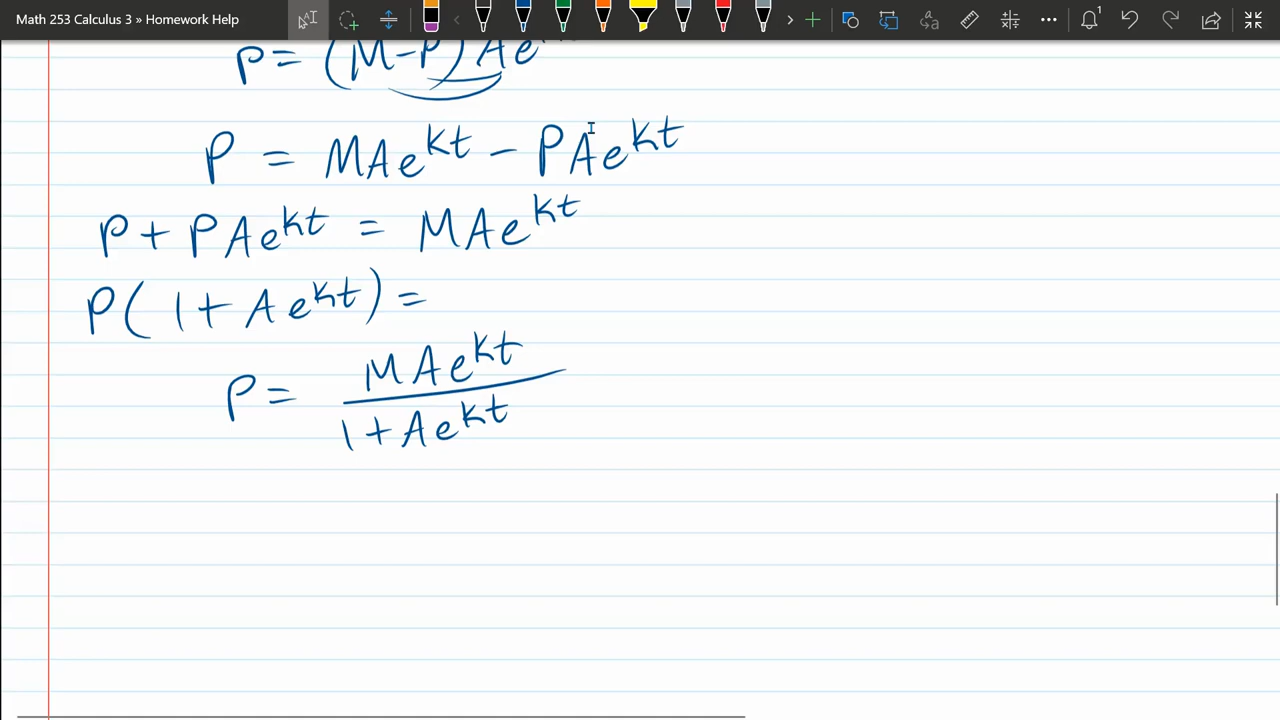 Math 253 Calculus 3 » Homework Help
P = (M-P) Ae
P = MAe^kt - PAe^kt
P + PAe^kt = MAe^kt
P(1 + Ae^kt) =
P = MAe^kt / 1 + Ae^kt